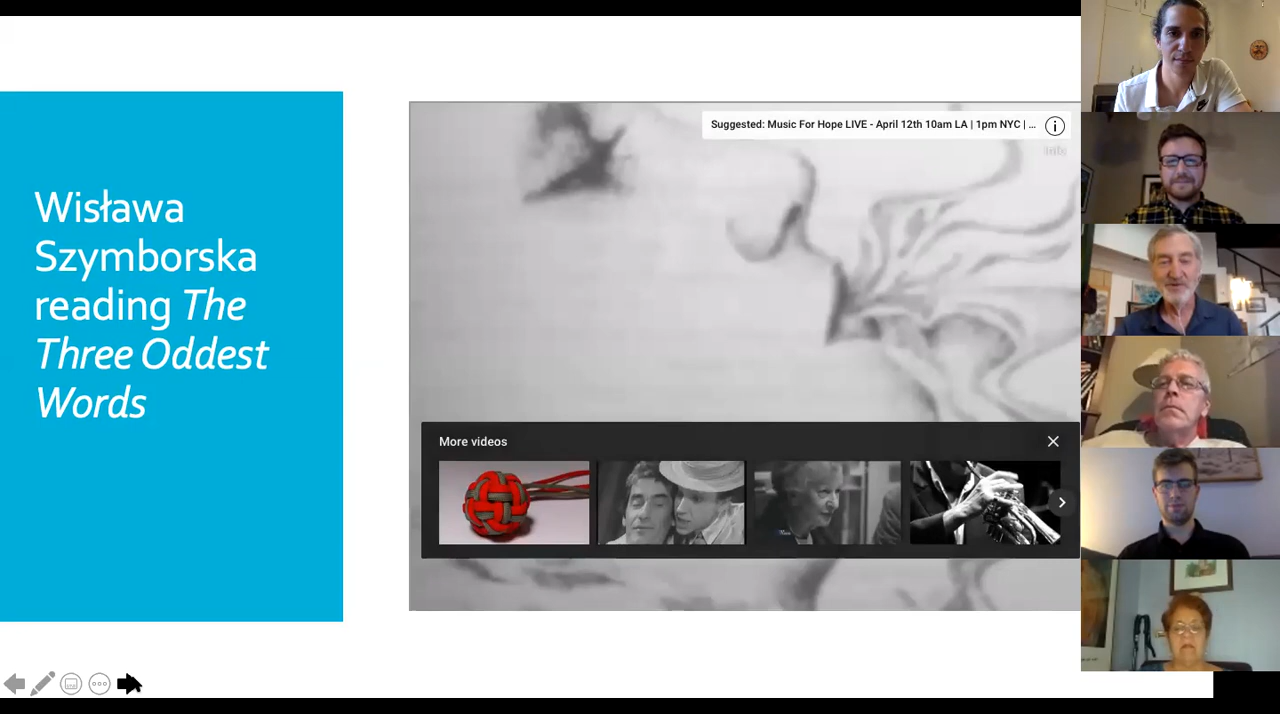 Wisława
Szymborska
reading The
Three Oddest
Words
Suggested: Music For Hope LIVE - April 12th 10am LA | 1pm NYC | ...
Info
More videos